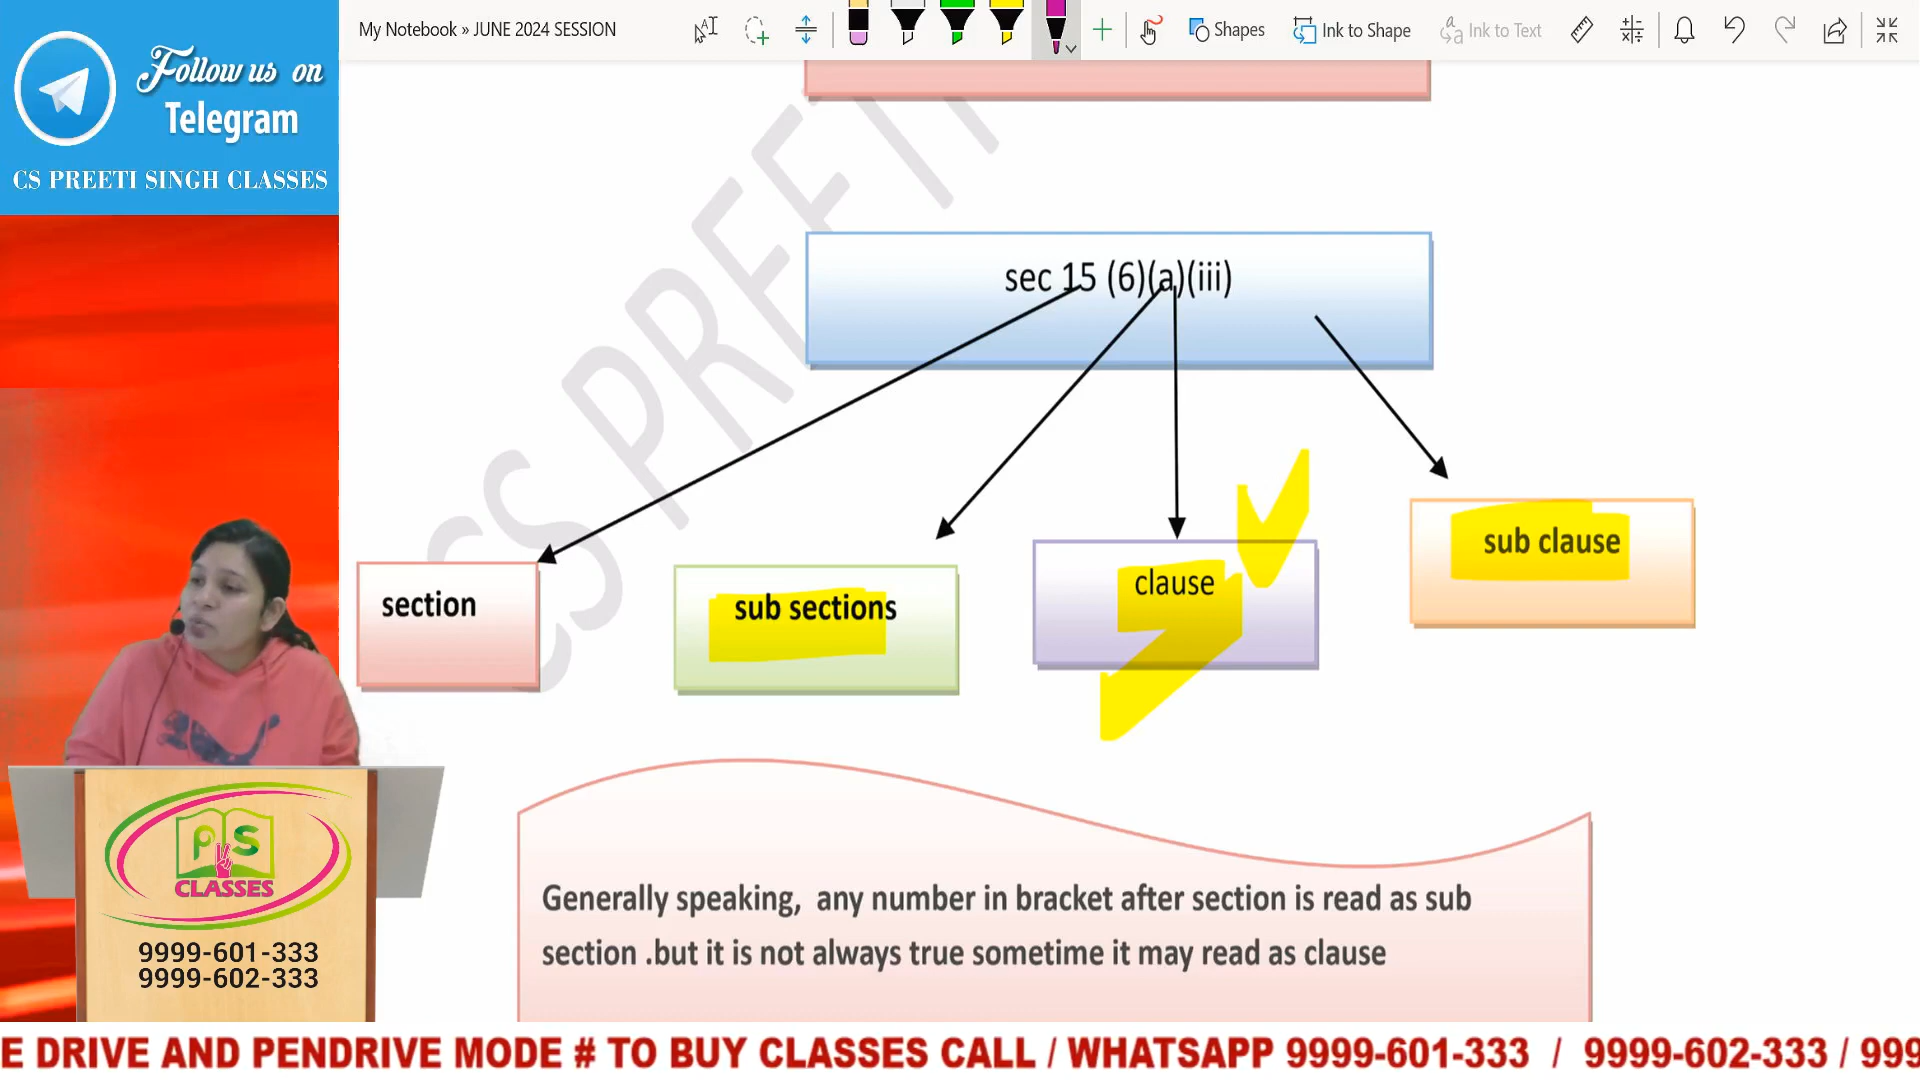 Follow us on
Telegram
CS PREETI SINGH CLASSES
My Notebook » JUNE 2024 SESSION
Shapes
Ink to Shape
Ink to Text
CS PREETI
sec 15 (6)(a)(iii)
section
sub sections
clause
sub clause
Generally speaking, any number in bracket after section is read as sub
section .but it is not always true sometime it may read as clause
PS
CLASSES
9999-601-333
9999-602-333
E DRIVE AND PENDRIVE MODE # TO BUY CLASSES CALL / WHATSAPP 9999-601-333 / 9999-602-333 / 999